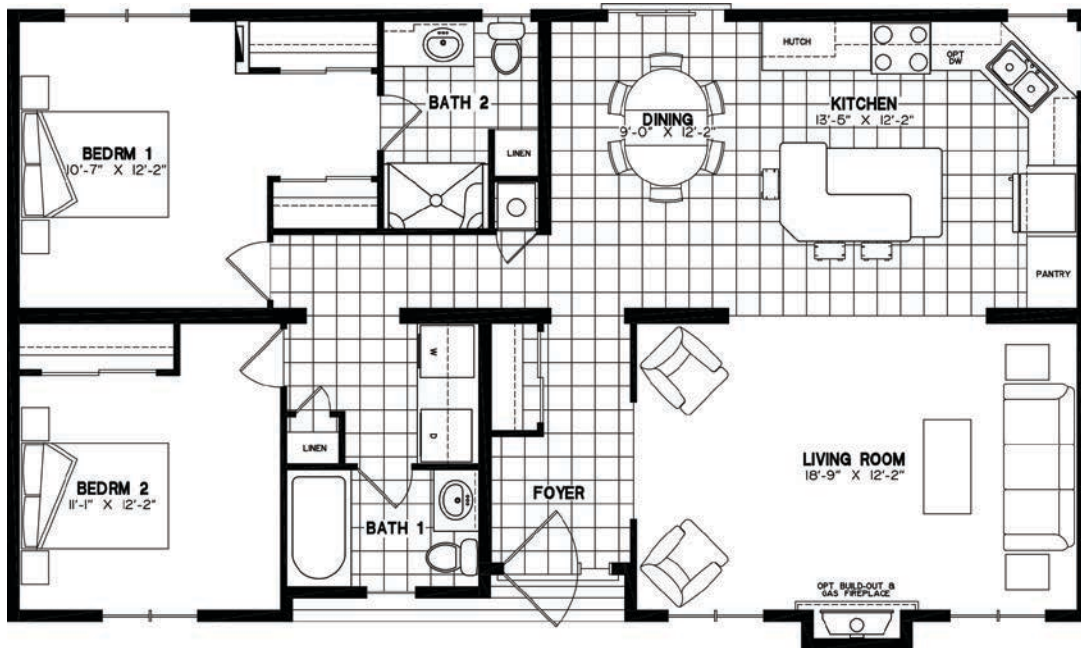 HUTCH
OPT
DW
BATH 2
KITCHEN
13'-5" X 12'-2"
DINING
9'-0" X 12'-2"
BEDRM 1
10'-7" X 12'-2"
LINEN
PANTRY
W
D
LINEN
LIVING ROOM
18'-9" X 12'-2"
BEDRM 2
11'-1" X 12'-2"
FOYER
BATH 1
OPT BUILD-OUT &
GAS FIREPLACE